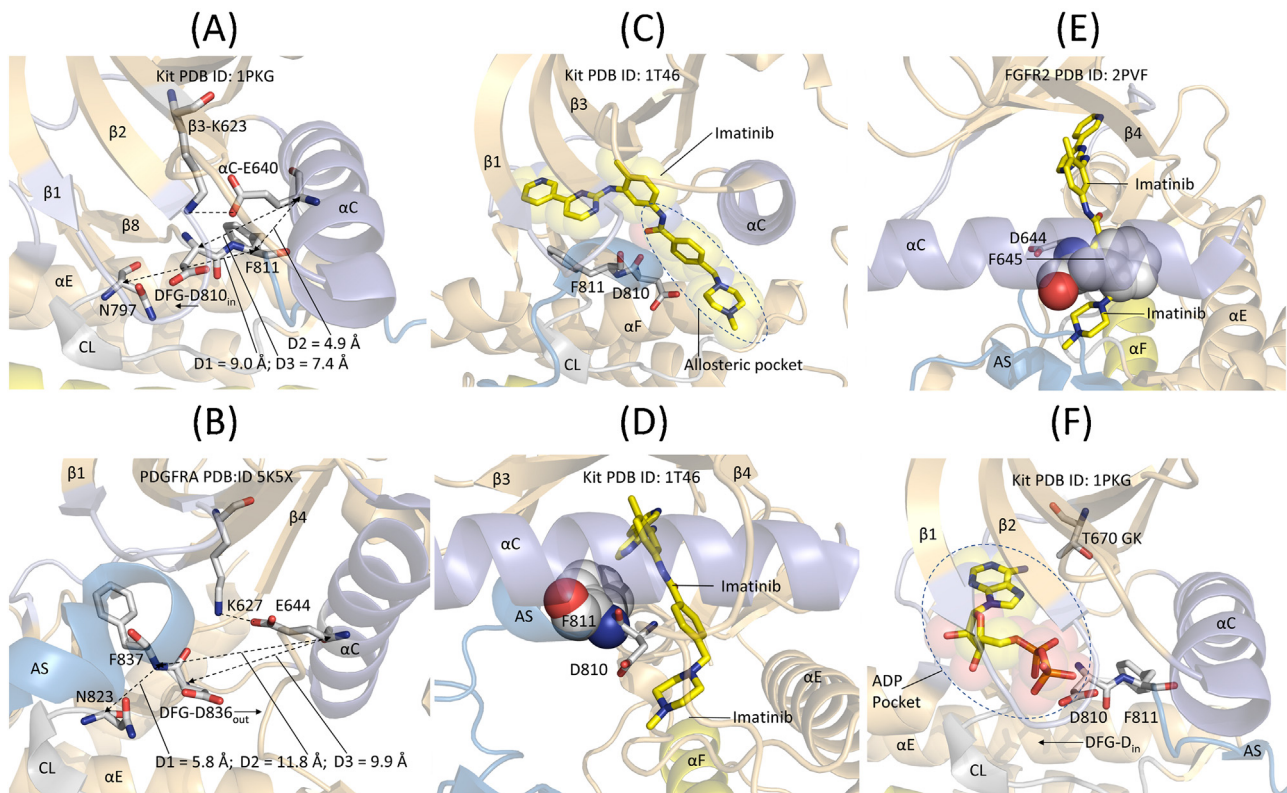 (A)
Kit PDB ID: 1PKG
β3-K623
β2
αC-E640
β1
αC
β8
αE
F811
DFG-D810in
N797
CL
D2 = 4.9 Å
D1 = 9.0 Å; D3 = 7.4 Å
(B)
β1
PDGFRA PDB:ID 5K5X
β4
K627
E644
αC
F837
AS
N823
DFG-D836out
CL
αE
D1 = 5.8 Å; D2 = 11.8 Å; D3 = 9.9 Å
(C)
Kit PDB ID: 1T46
β3
Imatinib
β1
αC
F811
D810
αF
CL
Allosteric pocket
(D)
β3
β4
Kit PDB ID: 1T46
αC
Imatinib
AS
F811
D810
αE
Imatinib
αF
(E)
FGFR2 PDB ID: 2PVF
β4
Imatinib
αC
D644
F645
Imatinib
αE
αF
AS
(F)
Kit PDB ID: 1PKG
β1
β2
T670 GK
αC
ADP
Pocket
D810
F811
αE
DFG-Din
AS
CL